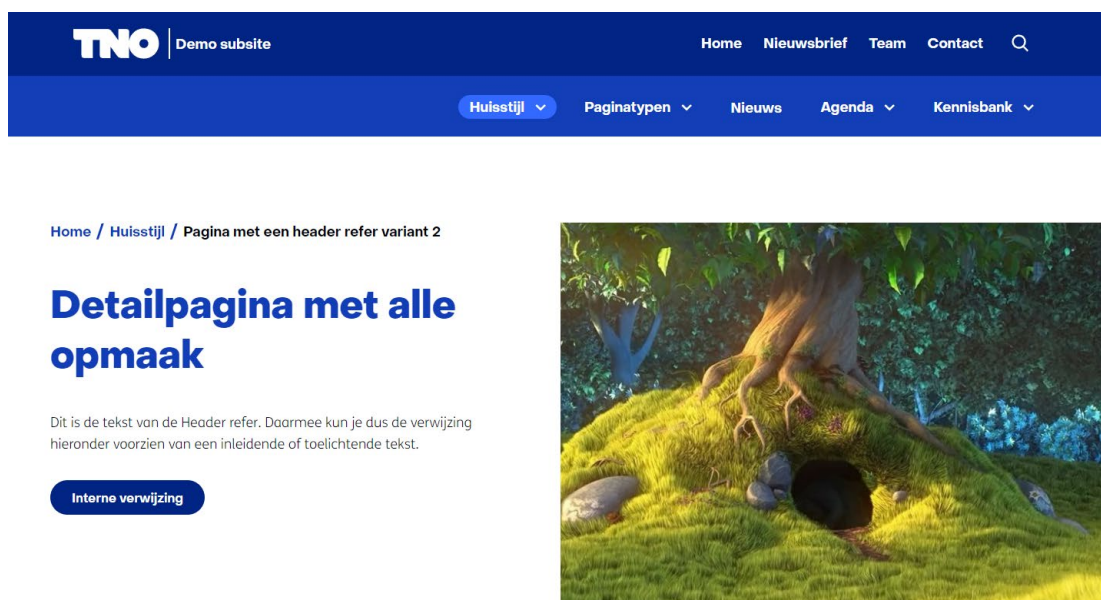 TNO Demo subsite
Home Nieuwsbrief Team Contact
Huisstijl Paginatypen Nieuws Agenda Kennisbank
Home / Huisstijl / Pagina met een header refer variant 2
Detailpagina met alle
opmaak
Dit is de tekst van de Header refer. Daarmee kun je dus de verwijzing
hieronder voorzien van een inleidende of toelichtende tekst.
Interne verwijzing